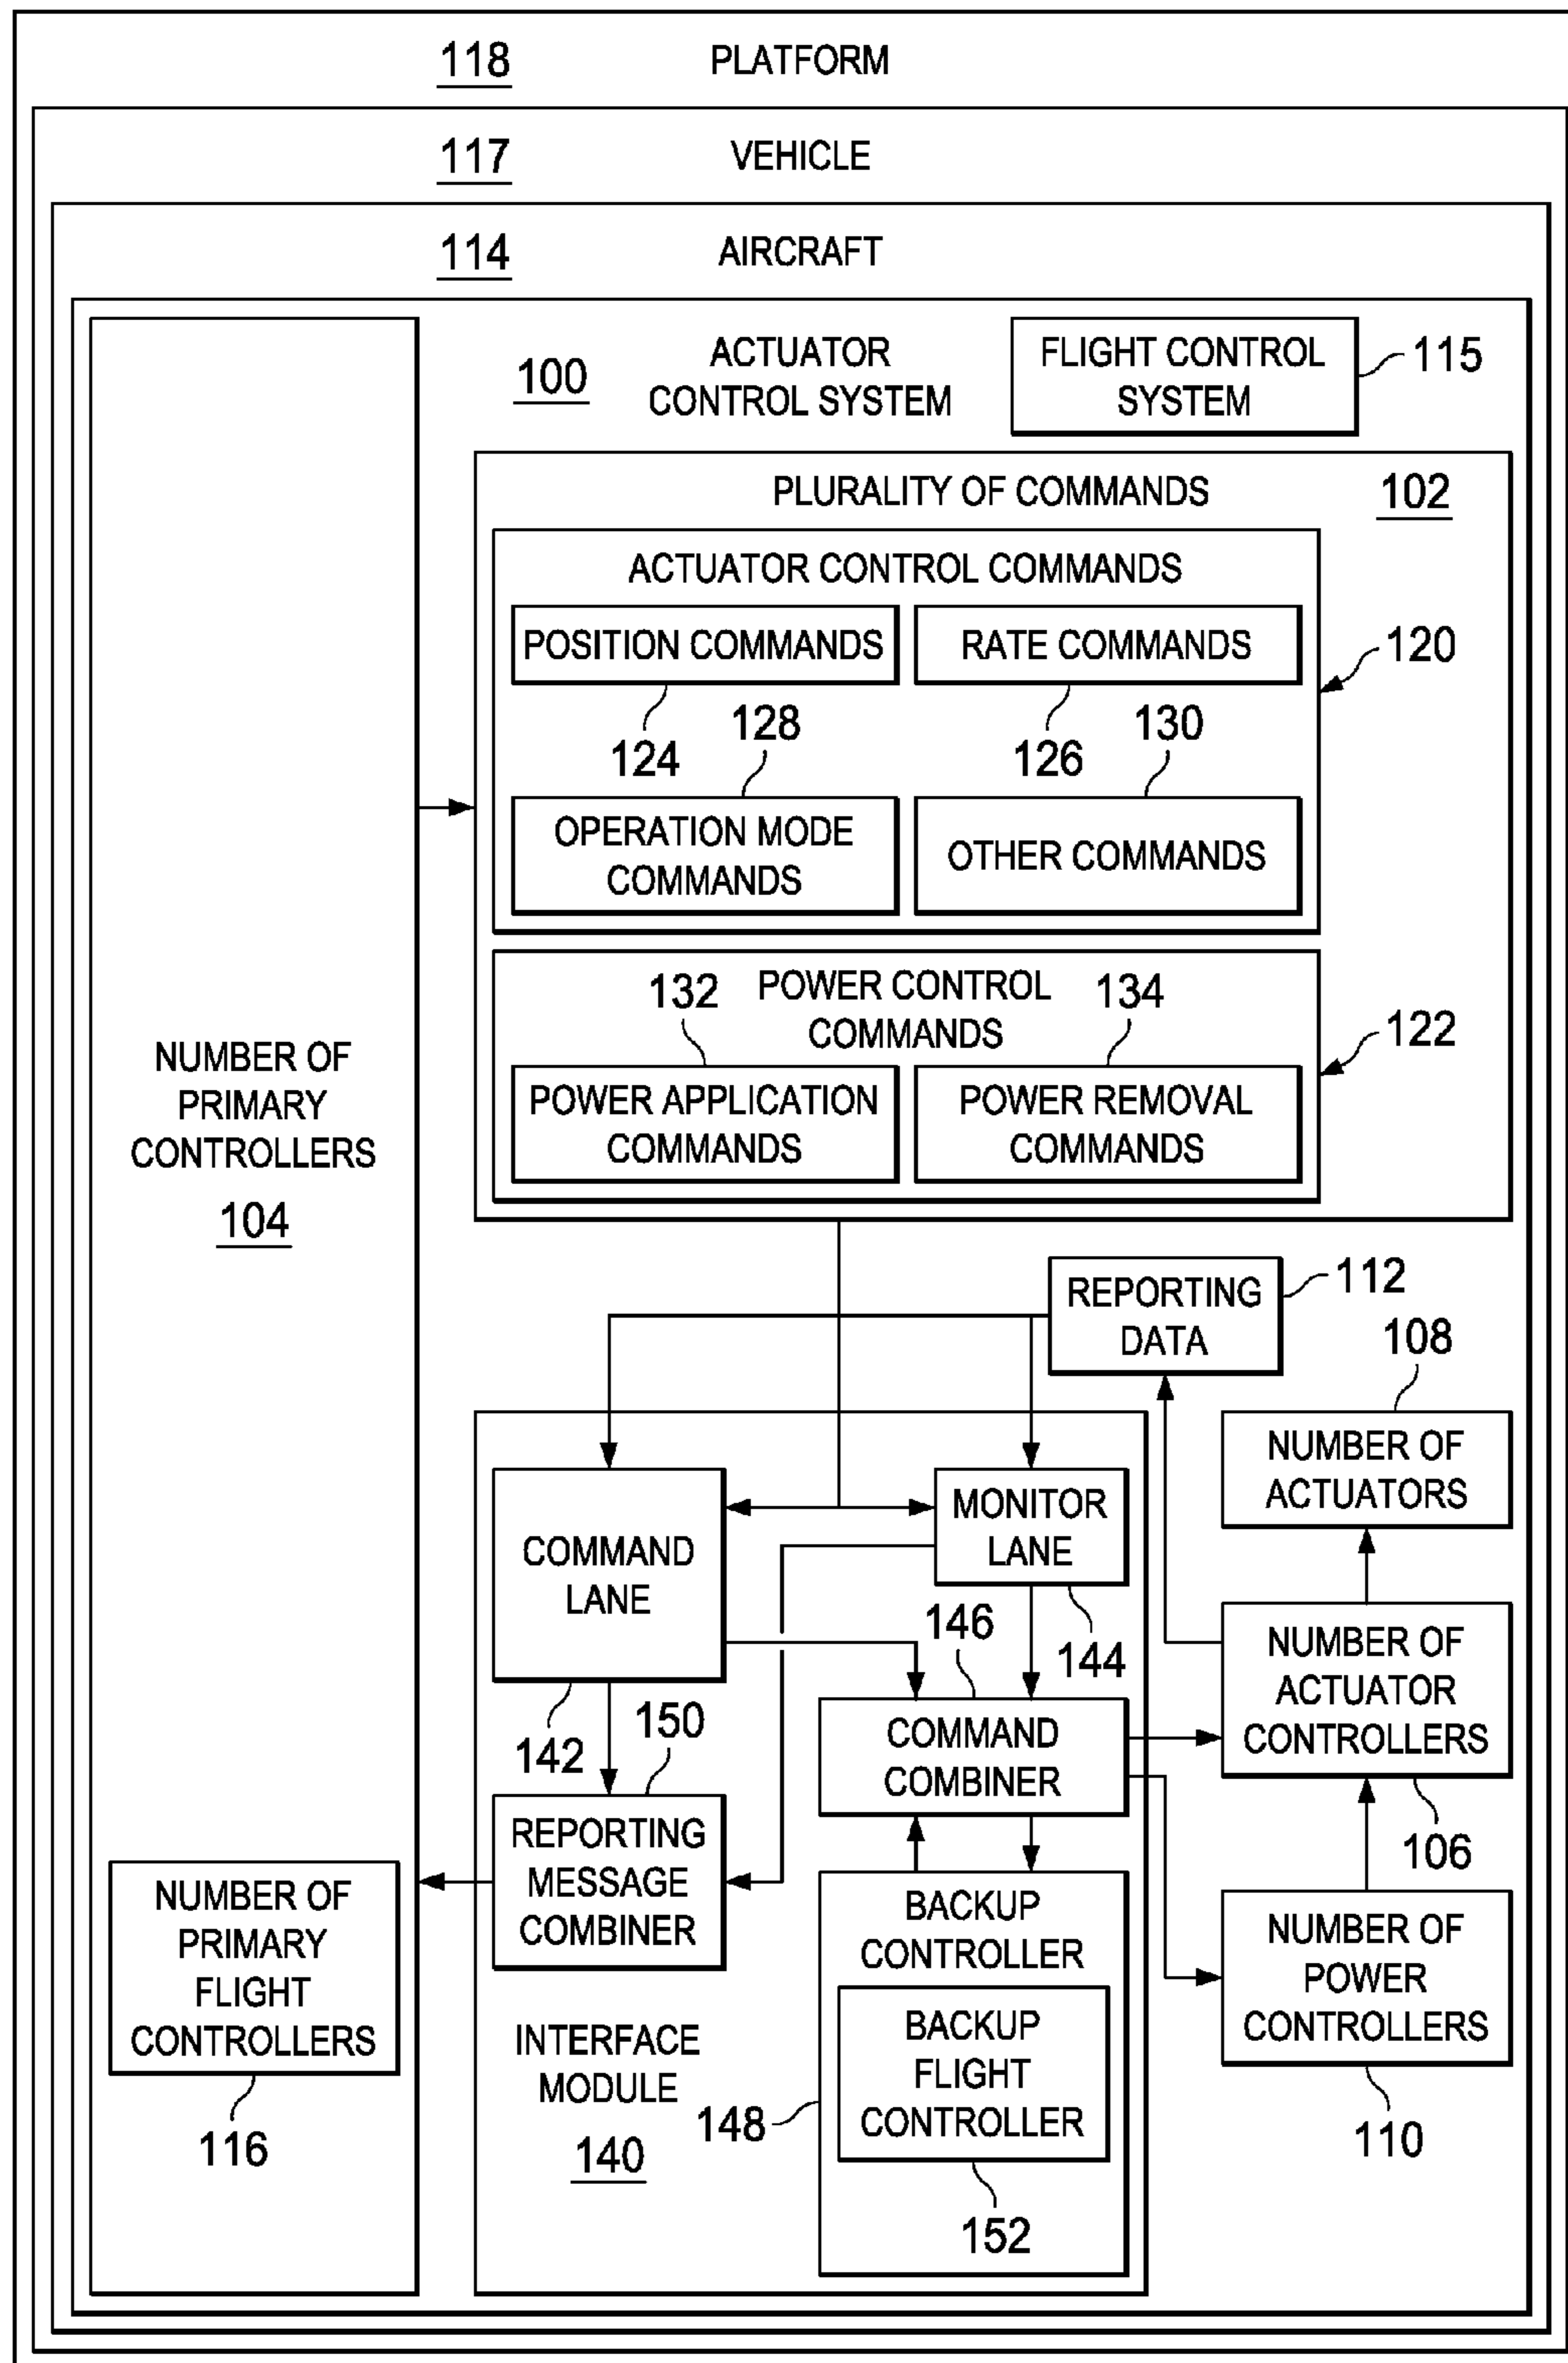 118 PLATFORM
117 VEHICLE
114 AIRCRAFT
100
ACTUATOR
CONTROL SYSTEM
FLIGHT CONTROL
SYSTEM
115
PLURALITY OF COMMANDS
102
ACTUATOR CONTROL COMMANDS
POSITION COMMANDS
RATE COMMANDS
120
124
128
126
130
OPERATION MODE
COMMANDS
OTHER COMMANDS
132
POWER CONTROL
COMMANDS
134
122
POWER APPLICATION
COMMANDS
POWER REMOVAL
COMMANDS
NUMBER OF
PRIMARY
CONTROLLERS
104
REPORTING
DATA
112
108
NUMBER OF
ACTUATORS
COMMAND
LANE
MONITOR
LANE
146
144
142
150
COMMAND
COMBINER
NUMBER OF
ACTUATOR
CONTROLLERS
106
REPORTING
MESSAGE
COMBINER
BACKUP
CONTROLLER
NUMBER OF
POWER
CONTROLLERS
110
NUMBER OF
PRIMARY
FLIGHT
CONTROLLERS
116
INTERFACE
MODULE
140
148
BACKUP
FLIGHT
CONTROLLER
152